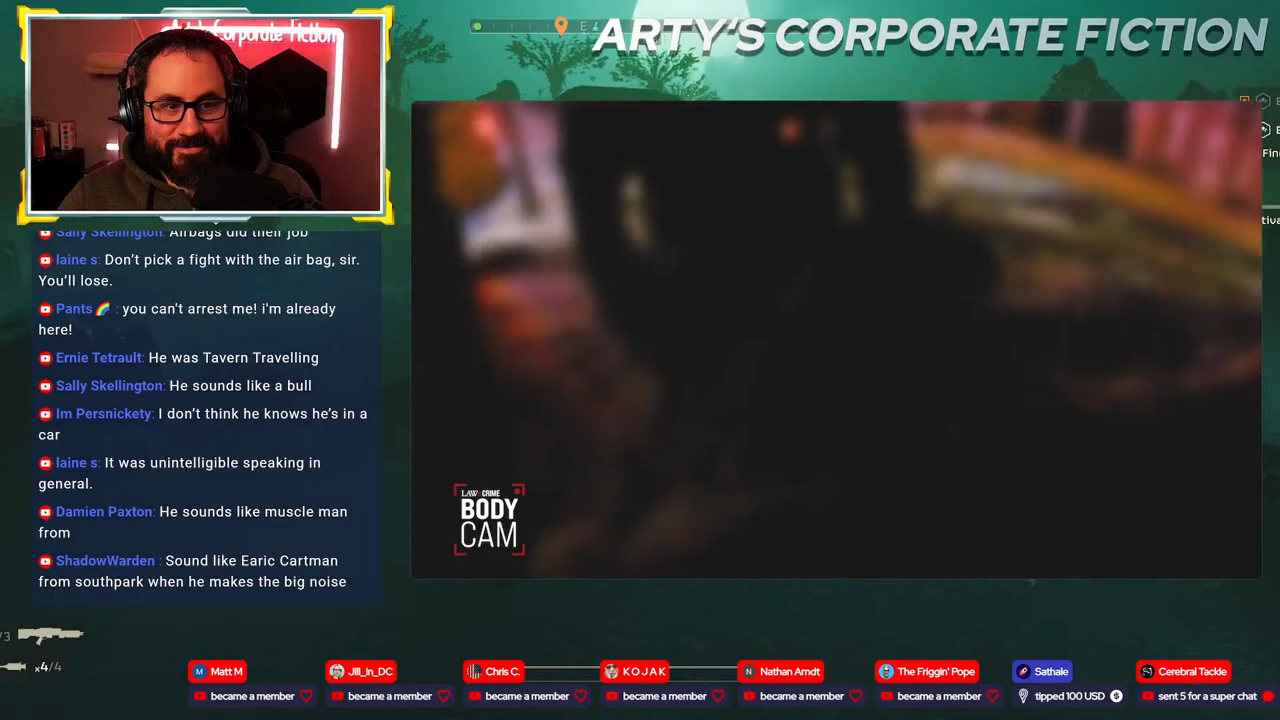 Arty's Corporate Fiction
ARTY'S CORPORATE FICTION
E
Sally Skellington: Airbags did their job
laine s: Don't pick a fight with the air bag, sir.
You'll lose.
Pants🌈 : you can't arrest me! i'm already
here!
Ernie Tetrault: He was Tavern Travelling
Sally Skellington: He sounds like a bull
Im Persnickety: I don't think he knows he's in a
car
laine s: It was unintelligible speaking in
general.
Damien Paxton: He sounds like muscle man
from
ShadowWarden : Sound like Earic Cartman
from southpark when he makes the big noise
LAW&CRIME
BODY
CAM
/3
x4/4
M Matt M
became a member
Jill_in_DC
became a member
Chris C.
became a member
K O J A K
became a member
N Nathan Arndt
became a member
The Friggin' Pope
became a member
Sathale
tipped 100 USD
Cerebral Tackle
sent 5 for a super chat